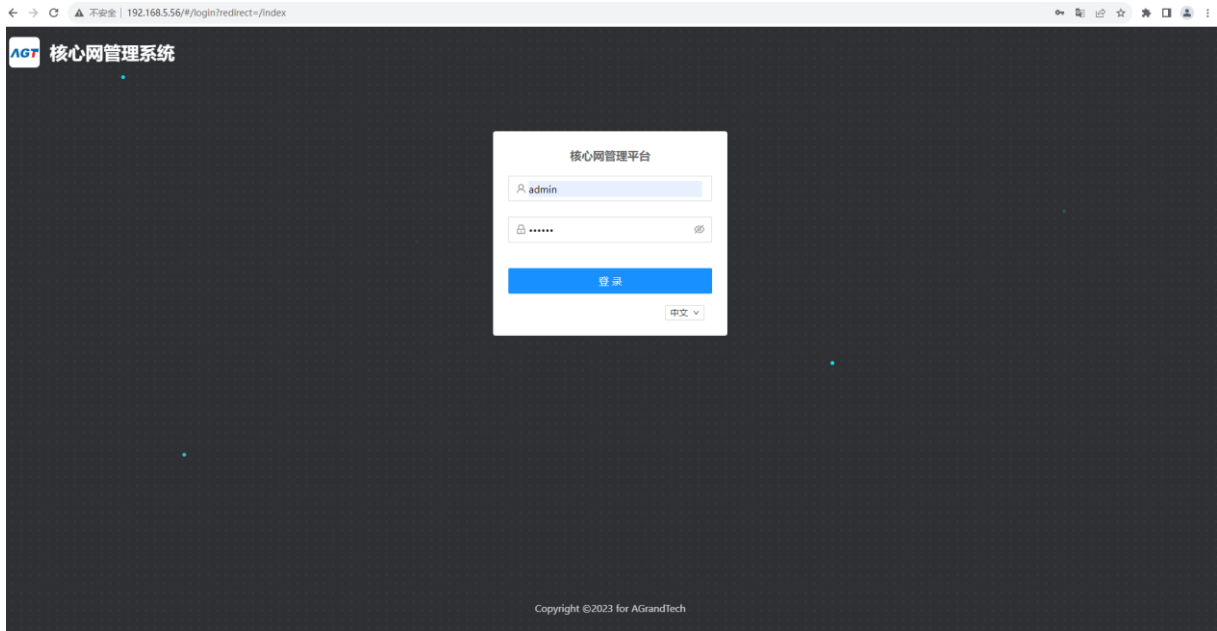 不安全 | 192.168.5.56/#/login?redirect=/index
AGT 核心网管理系统
核心网管理平台
admin
••••••
登 录
中文
Copyright ©2023 for AGrandTech